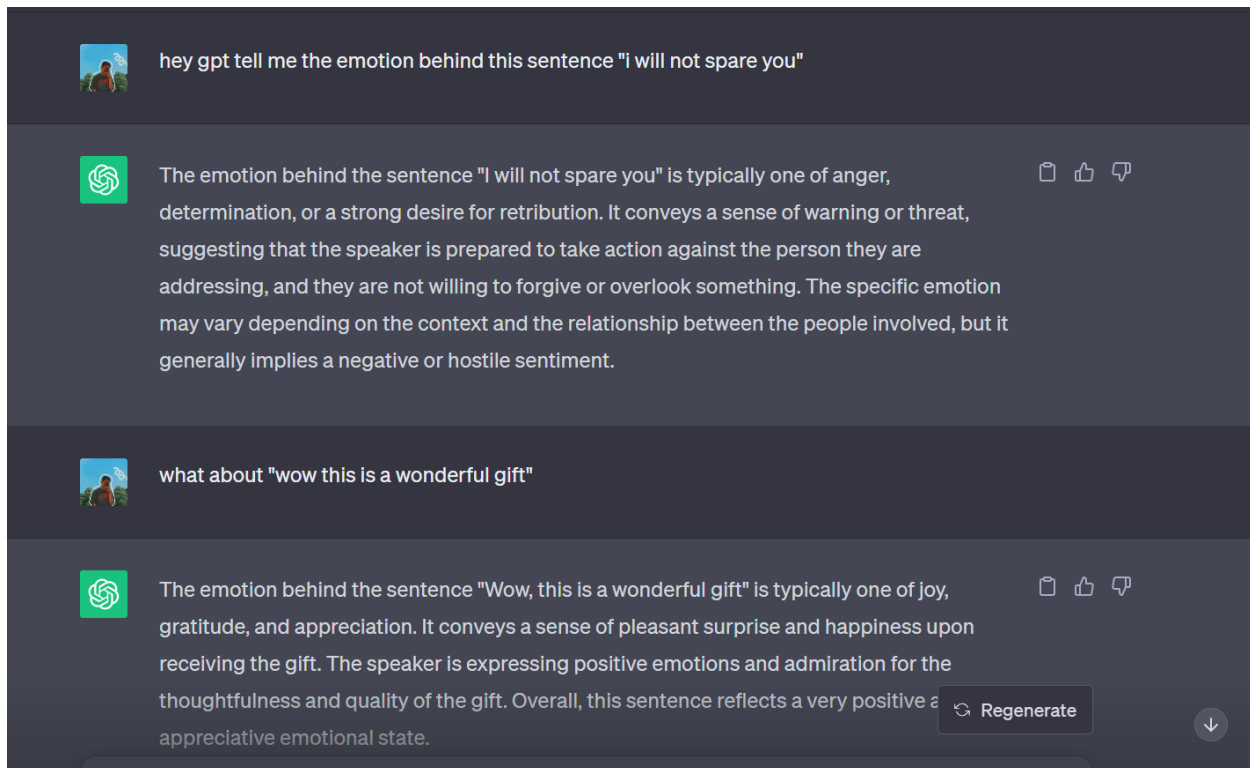 hey gpt tell me the emotion behind this sentence "i will not spare you"
The emotion behind the sentence "I will not spare you" is typically one of anger,
determination, or a strong desire for retribution. It conveys a sense of warning or threat,
suggesting that the speaker is prepared to take action against the person they are
addressing, and they are not willing to forgive or overlook something. The specific emotion
may vary depending on the context and the relationship between the people involved, but it
generally implies a negative or hostile sentiment.
what about "wow this is a wonderful gift"
The emotion behind the sentence "Wow, this is a wonderful gift" is typically one of joy,
gratitude, and appreciation. It conveys a sense of pleasant surprise and happiness upon
receiving the gift. The speaker is expressing positive emotions and admiration for the
thoughtfulness and quality of the gift. Overall, this sentence reflects a very positive
Regenerate
appreciative emotional state.